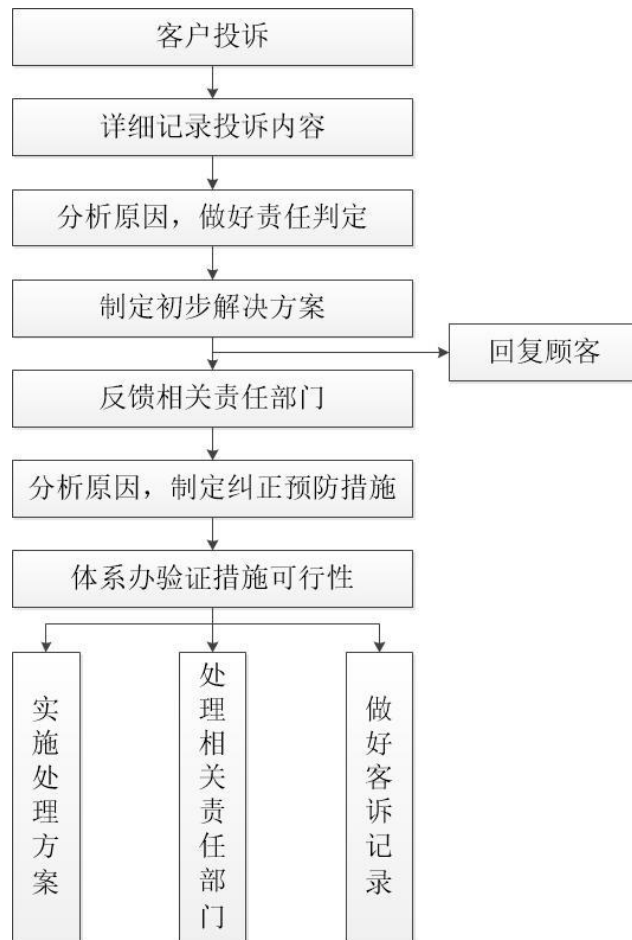 客户投诉
详细记录投诉内容
分析原因，做好责任判定
制定初步解决方案
回复顾客
反馈相关责任部门
分析原因，制定纠正预防措施
体系办验证措施可行性
实施处理方案
处理相关责任部门
做好客诉记录